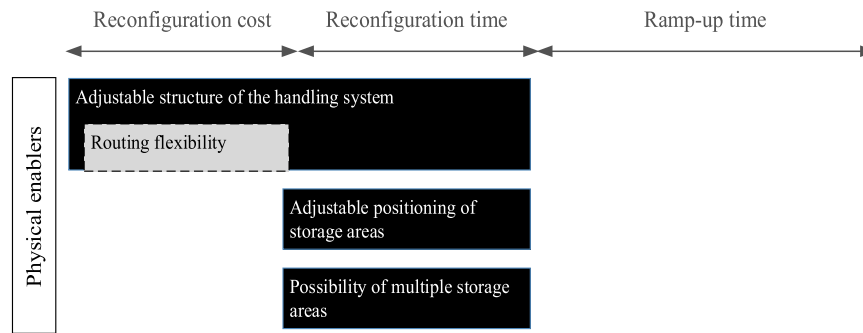 Reconfiguration cost
Reconfiguration time
Ramp-up time
Physical enablers
Adjustable structure of the handling system
Routing flexibility
Adjustable positioning of
storage areas
Possibility of multiple storage
areas